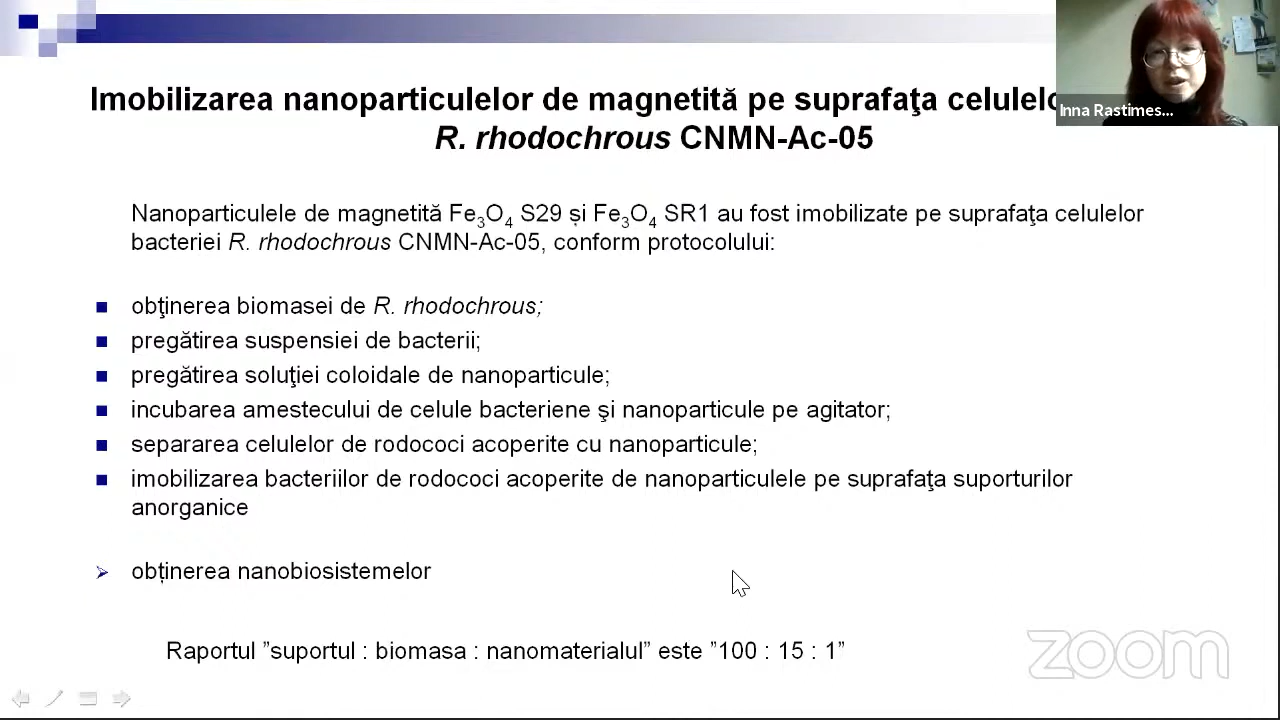 Imobilizarea nanoparticulelor de magnetită pe suprafaţa celulelo
R. rhodochrous CNMN-Ac-05
Inna Rastimes...
Nanoparticulele de magnetită Fe₃O₄ S29 și Fe₃O₄ SR1 au fost imobilizate pe suprafaţa celulelor
bacteriei R. rhodochrous CNMN-Ac-05, conform protocolului:
obţinerea biomasei de R. rhodochrous;
pregătirea suspensiei de bacterii;
pregătirea soluţiei coloidale de nanoparticule;
incubarea amestecului de celule bacteriene şi nanoparticule pe agitator;
separarea celulelor de rodococi acoperite cu nanoparticule;
imobilizarea bacteriilor de rodococi acoperite de nanoparticulele pe suprafaţa suporturilor
anorganice
obținerea nanobiosistemelor
Raportul ”suportul : biomasa : nanomaterialul” este ”100 : 15 : 1”
zoom